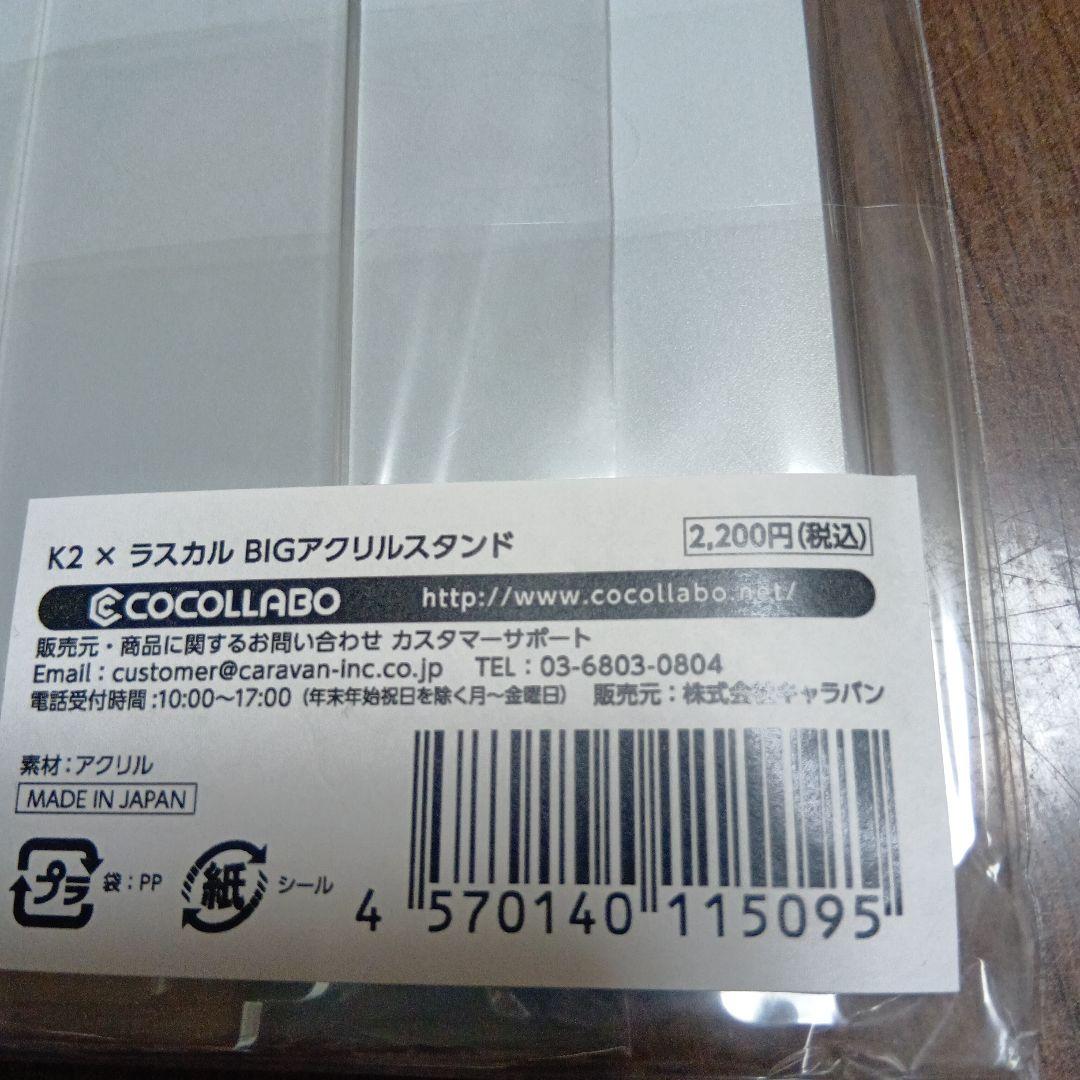 K2 × ラスカル BIGアクリルスタンド 2,200円(税込)
COCOLLABO http://www.cocollabo.net/
販売元・商品に関するお問い合わせ カスタマーサポート
Email : customer@caravan-inc.co.jp TEL : 03-6803-0804
電話受付時間 :10:00～17:00 (年末年始祝日を除く月～金曜日) 販売元 : 株式会社キャラバン
素材 : アクリル
MADE IN JAPAN
プラ 袋 : PP 紙 シール
4 570140 115095